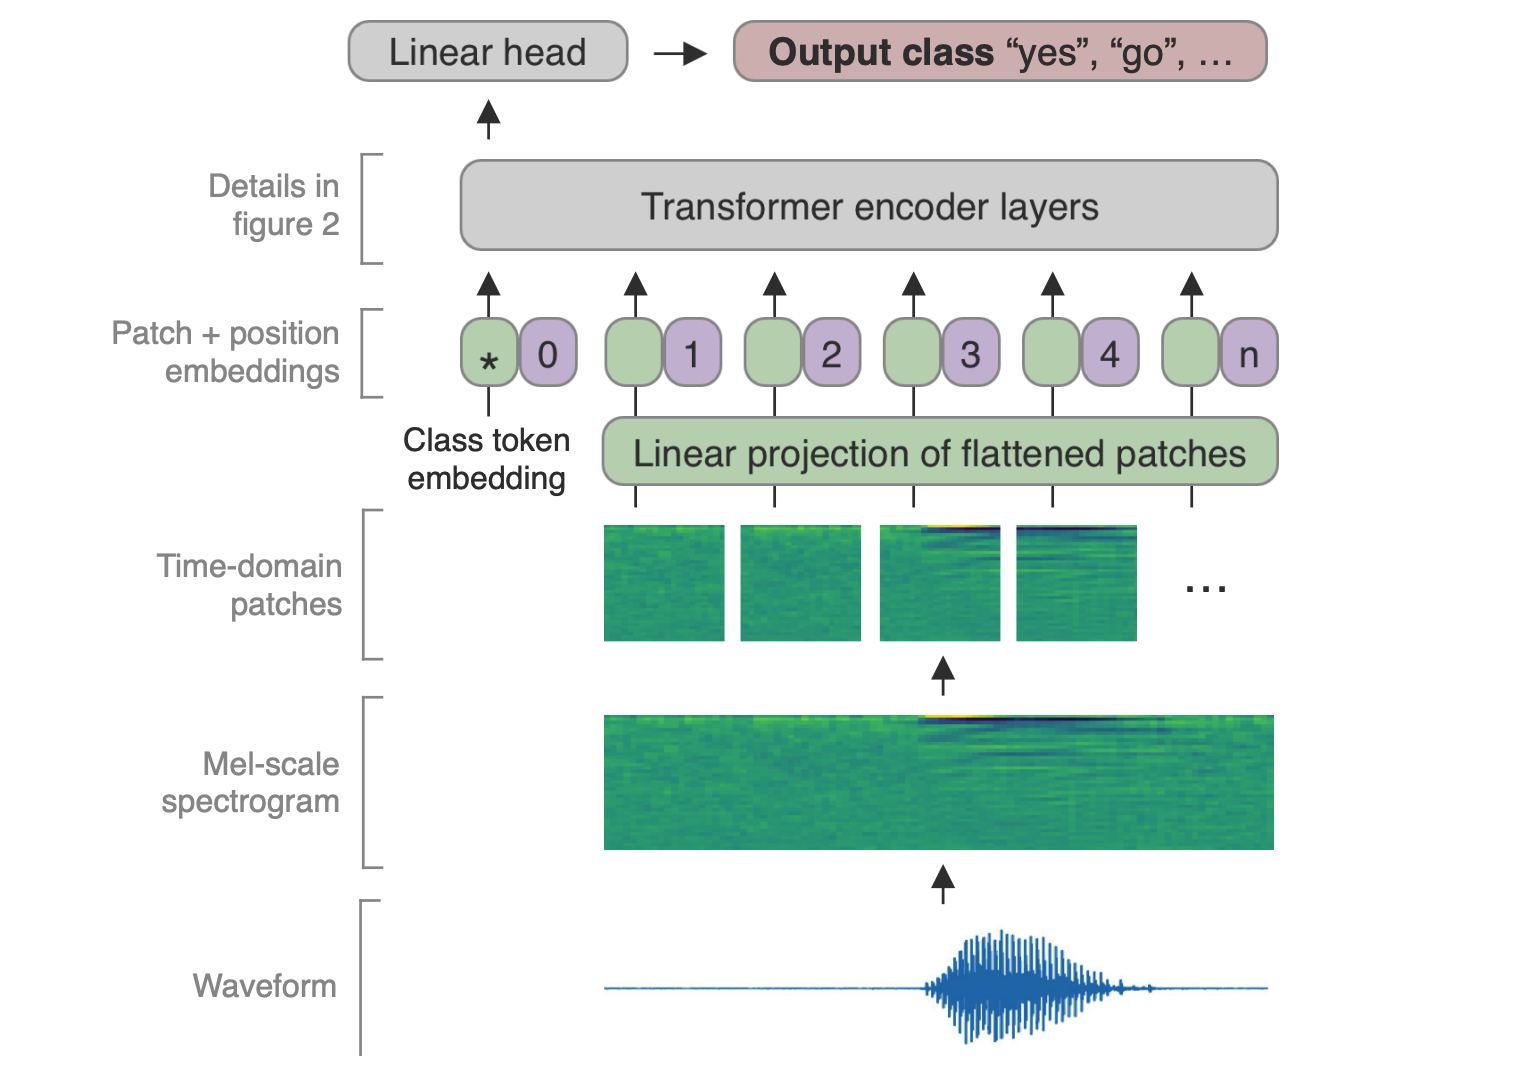 Linear head
Output class “yes”, “go”, ...
Details in
figure 2
Transformer encoder layers
Patch + position
embeddings
* 0 1 2 3 4 n
Class token
embedding
Linear projection of flattened patches
Time-domain
patches
...
Mel-scale
spectrogram
Waveform